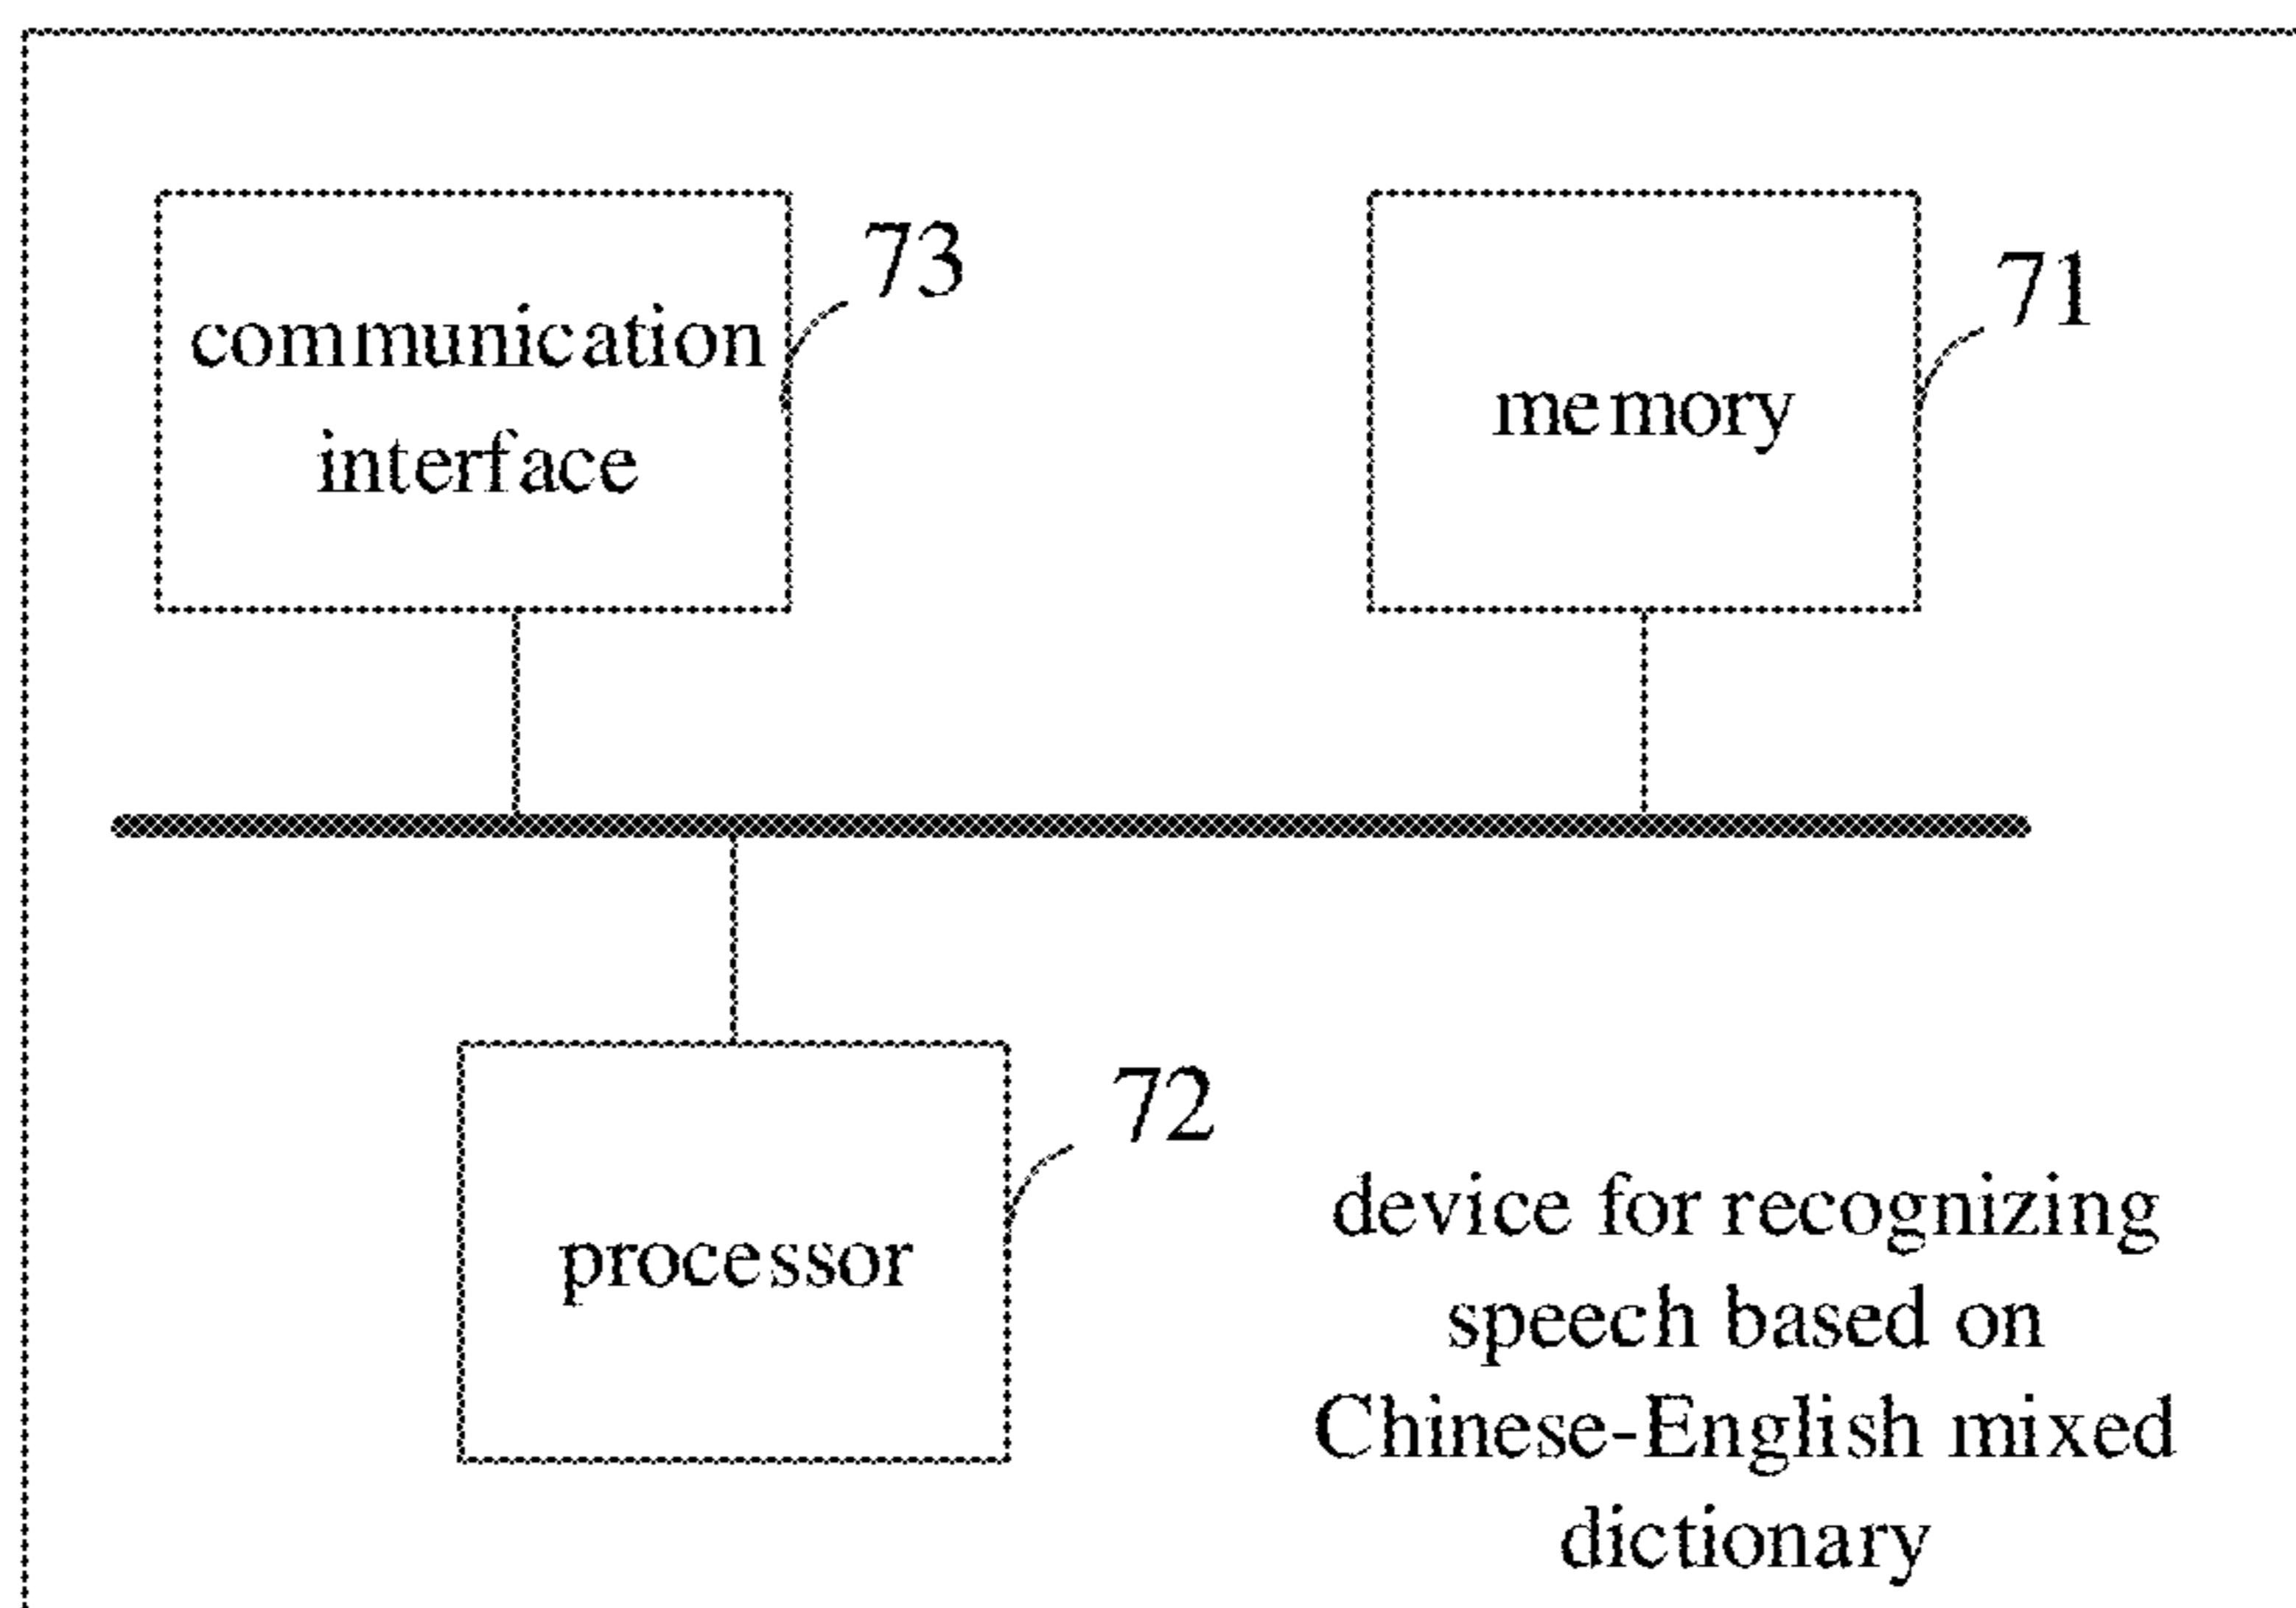 73
communication
interface
71
memory
72
processor
device for recognizing
speech based on
Chinese-English mixed
dictionary